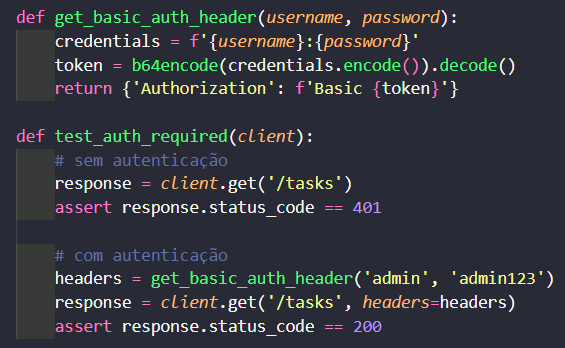 def get_basic_auth_header(username, password):
    credentials = f'{username}:{password}'
    token = b64encode(credentials.encode()).decode()
    return {'Authorization': f'Basic {token}'}

def test_auth_required(client):
    # sem autenticação
    response = client.get('/tasks')
    assert response.status_code == 401

    # com autenticação
    headers = get_basic_auth_header('admin', 'admin123')
    response = client.get('/tasks', headers=headers)
    assert response.status_code == 200